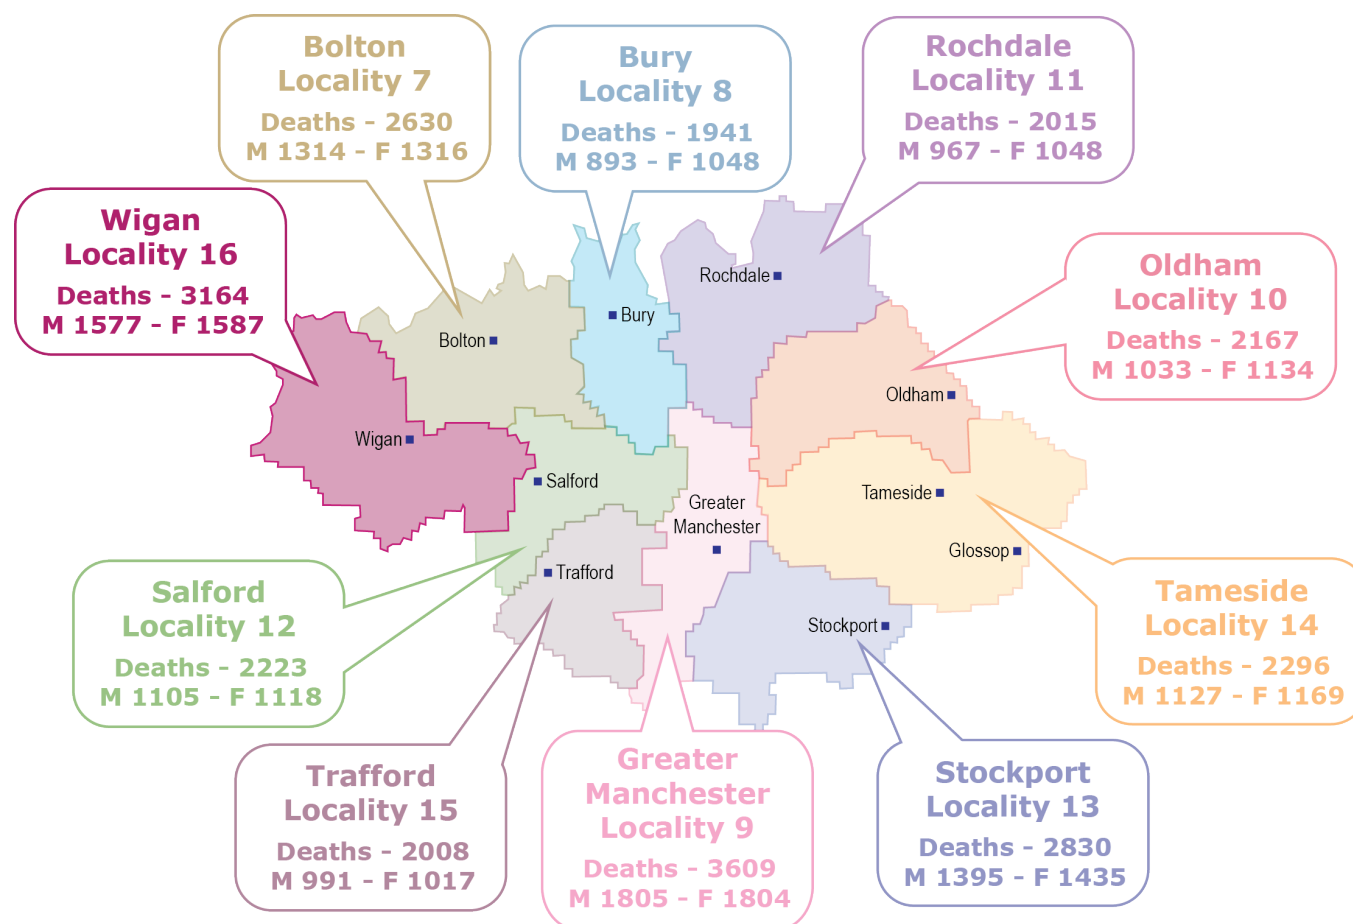 Bolton
Locality 7
Deaths - 2630
M 1314 - F 1316
Bury
Locality 8
Deaths - 1941
M 893 - F 1048
Rochdale
Locality 11
Deaths - 2015
M 967 - F 1048
Wigan
Locality 16
Deaths - 3164
M 1577 - F 1587
Oldham
Locality 10
Deaths - 2167
M 1033 - F 1134
Rochdale
Bury
Bolton
Oldham
Wigan
Salford
Tameside
Greater
Manchester
Glossop
Trafford
Stockport
Salford
Locality 12
Deaths - 2223
M 1105 - F 1118
Tameside
Locality 14
Deaths - 2296
M 1127 - F 1169
Trafford
Locality 15
Deaths - 2008
M 991 - F 1017
Greater
Manchester
Locality 9
Deaths - 3609
M 1805 - F 1804
Stockport
Locality 13
Deaths - 2830
M 1395 - F 1435